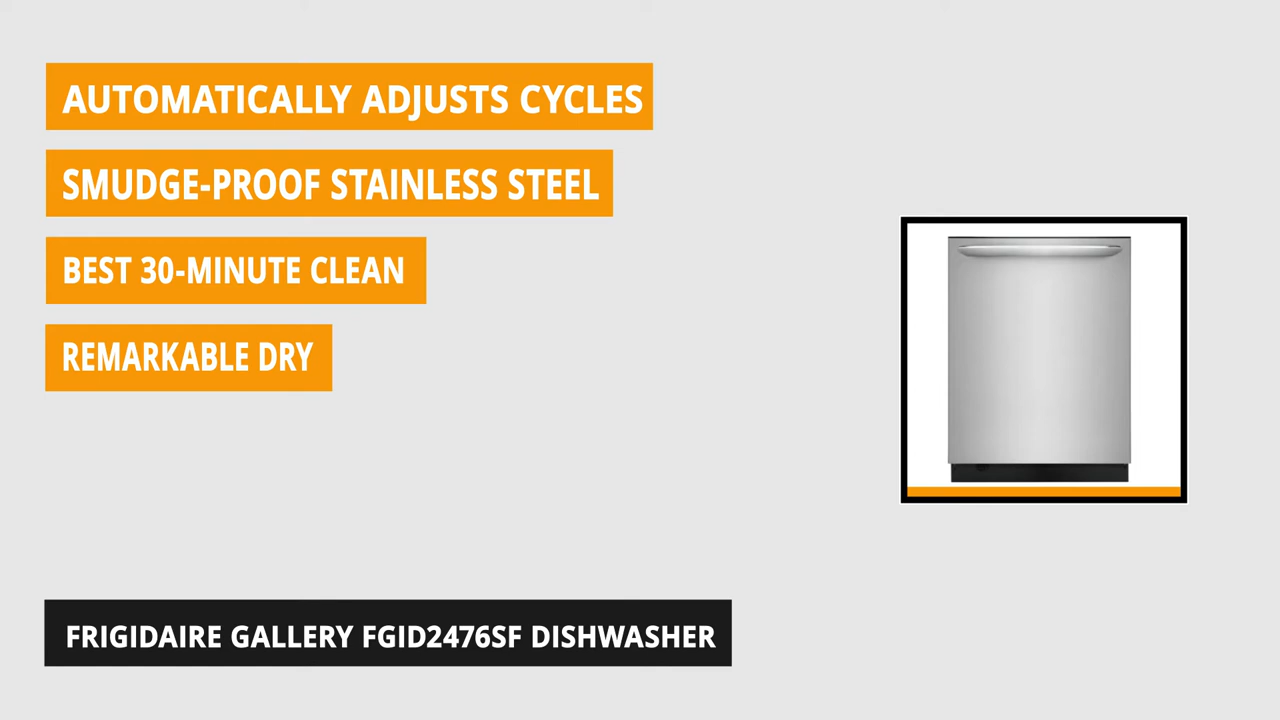 AUTOMATICALLY ADJUSTS CYCLES
SMUDGE-PROOF STAINLESS STEEL
BEST 30-MINUTE CLEAN
REMARKABLE DRY
FRIGIDAIRE GALLERY FGID2476SF DISHWASHER